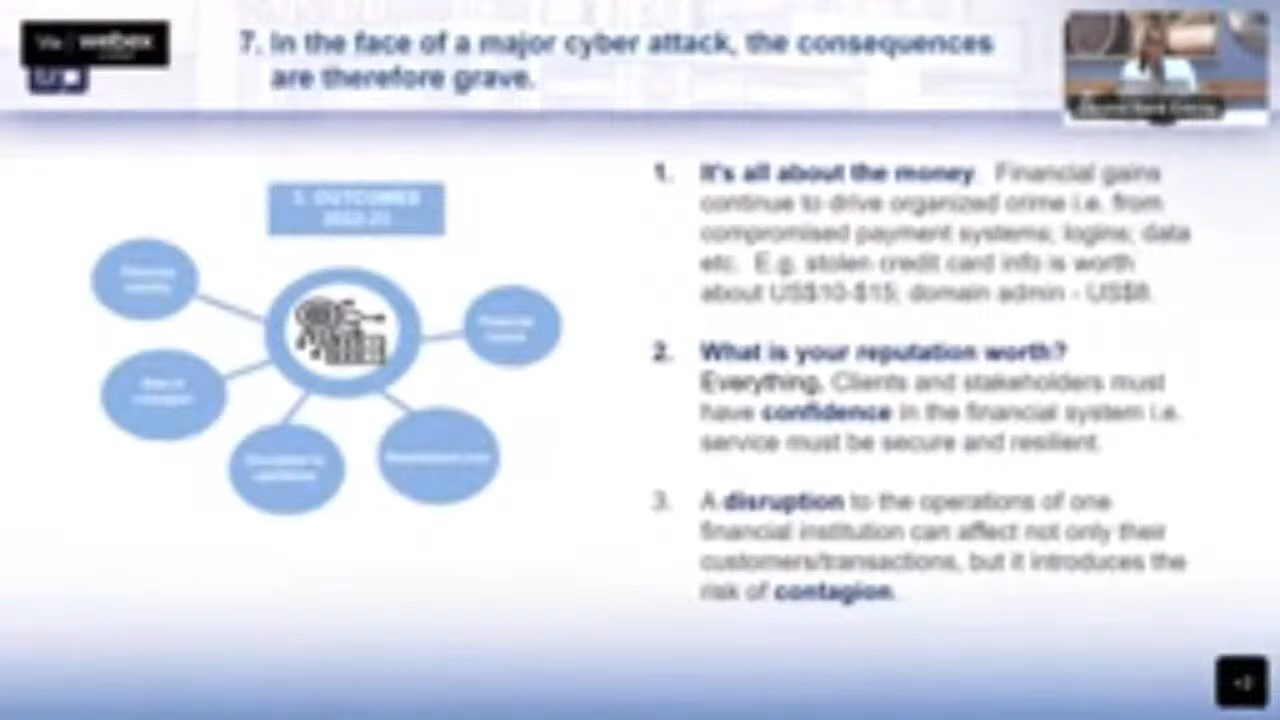 Via webex
7. In the face of a major cyber attack, the consequences
are therefore grave.
3. OUTCOMES
1. It's all about the money. Financial gains
continue to drive organized crime i.e. from
compromised payment systems; logins; data
etc. E.g. stolen credit card info is worth
about US$10-$15; domain admin - US$8.
2. What is your reputation worth?
Everything. Clients and stakeholders must
have confidence in the financial system i.e.
service must be secure and resilient.
3. A disruption to the operations of one
financial institution can affect not only their
customers/transactions, but it introduces the
risk of contagion.